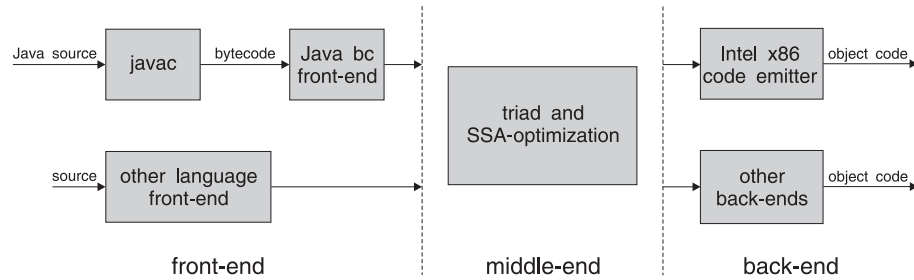 Java source
javac
bytecode
Java bc
front-end
triad and
SSA-optimization
Intel x86
code emitter
object code
source
other language
front-end
other
back-ends
object code
front-end
middle-end
back-end